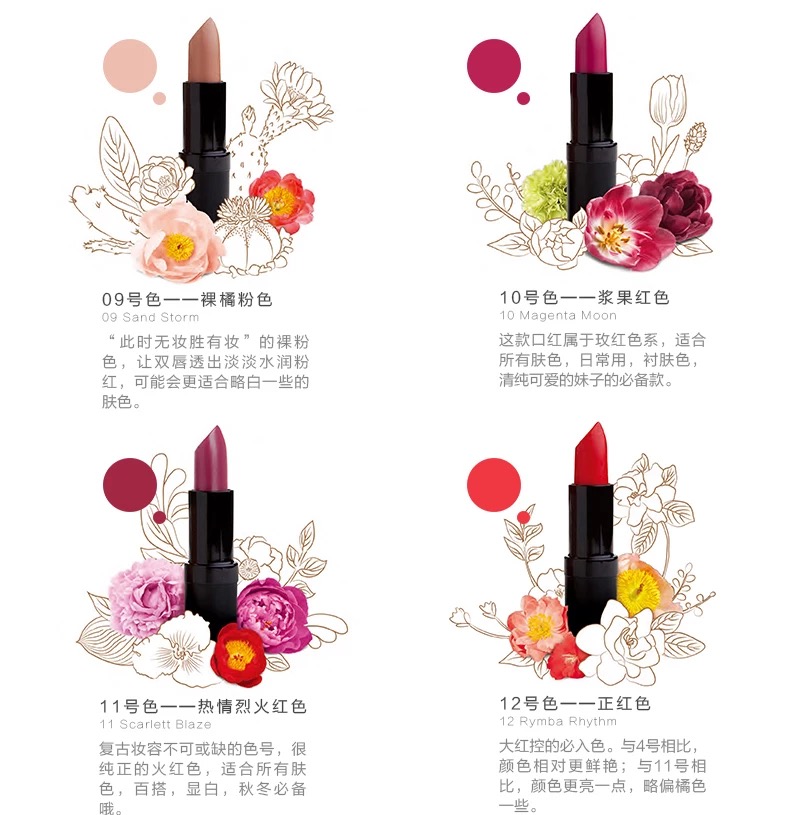 09号色——裸橘粉色
09 Sand Storm
“此时无妆胜有妆”的裸粉
色，让双唇透出淡淡水润粉
红，可能会更适合略白一些的
肤色。
10号色——浆果红色
10 Magenta Moon
这款口红属于玫红色系，适合
所有肤色，日常用，衬肤色，
清纯可爱的妹子的必备款。
11号色——热情烈火红色
11 Scarlett Blaze
复古妆容不可或缺的色号，很
纯正的火红色，适合所有肤
色，百搭，显白，秋冬必备
哦。
12号色——正红色
12 Rymba Rhythm
大红控的必入色。与4号相比，
颜色相对更鲜艳；与11号相
比，颜色更亮一点，略偏橘色
一些。